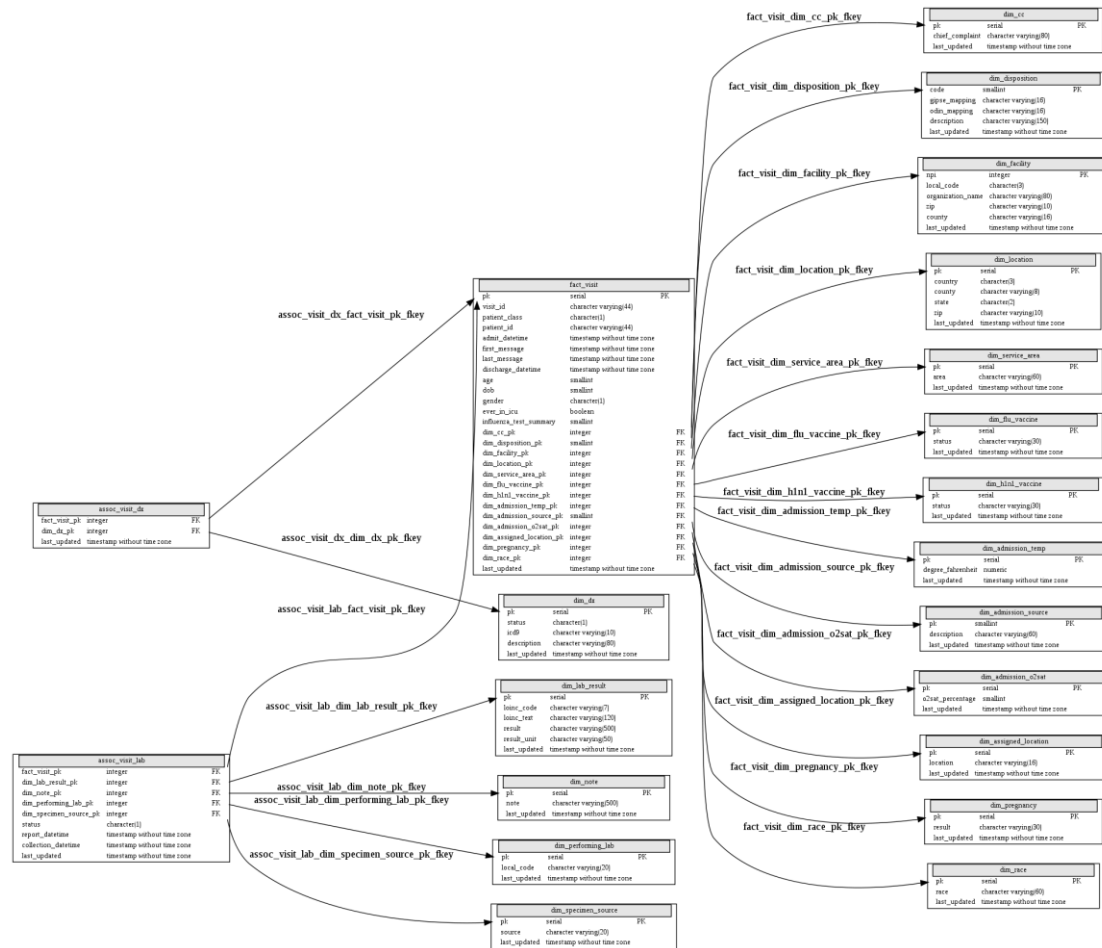 assoc_visit_dx_fact_visit_pk_fkey
assoc_visit_dx
fact_visit_pk integer FK
dim_dx_pk integer FK
last_updated timestamp without time zone
assoc_visit_dx_dim_dx_pk_fkey
assoc_visit_lab_fact_visit_pk_fkey
assoc_visit_lab_dim_lab_result_pk_fkey
assoc_visit_lab
fact_visit_pk integer FK
dim_lab_result_pk integer FK
dim_note_pk integer FK
dim_performing_lab_pk integer FK
dim_specimen_source_pk integer FK
status character(1)
report_datetime timestamp without time zone
collection_datetime timestamp without time zone
last_updated timestamp without time zone
assoc_visit_lab_dim_note_pk_fkey
assoc_visit_lab_dim_performing_lab_pk_fkey
assoc_visit_lab_dim_specimen_source_pk_fkey
fact_visit
pk serial PK
visit_id character varying(44)
patient_class character(1)
patient_id character varying(44)
admit_datetime timestamp without time zone
first_message timestamp without time zone
last_message timestamp without time zone
discharge_datetime timestamp without time zone
age smallint
dob smallint
gender character(1)
ever_in_icu boolean
influenza_test_summary smallint
dim_cc_pk integer FK
dim_disposition_pk smallint FK
dim_facility_pk integer FK
dim_location_pk integer FK
dim_service_area_pk integer FK
dim_flu_vaccine_pk integer FK
dim_h1n1_vaccine_pk integer FK
dim_admission_temp_pk integer FK
dim_admission_source_pk smallint FK
dim_admission_o2sat_pk integer FK
dim_assigned_location_pk integer FK
dim_pregnancy_pk integer FK
dim_race_pk integer FK
last_updated timestamp without time zone
dim_dx
pk serial PK
status character(1)
icd9 character varying(10)
description character varying(80)
last_updated timestamp without time zone
dim_lab_result
pk serial PK
loinc_code character varying(7)
loinc_text character varying(120)
result character varying(500)
result_unit character varying(50)
last_updated timestamp without time zone
dim_note
pk serial PK
note character varying(500)
last_updated timestamp without time zone
dim_performing_lab
pk serial PK
local_code character varying(20)
last_updated timestamp without time zone
dim_specimen_source
pk serial PK
source character varying(20)
last_updated timestamp without time zone
fact_visit_dim_cc_pk_fkey
fact_visit_dim_disposition_pk_fkey
fact_visit_dim_facility_pk_fkey
fact_visit_dim_location_pk_fkey
fact_visit_dim_service_area_pk_fkey
fact_visit_dim_flu_vaccine_pk_fkey
fact_visit_dim_h1n1_vaccine_pk_fkey
fact_visit_dim_admission_temp_pk_fkey
fact_visit_dim_admission_source_pk_fkey
fact_visit_dim_admission_o2sat_pk_fkey
fact_visit_dim_assigned_location_pk_fkey
fact_visit_dim_pregnancy_pk_fkey
fact_visit_dim_race_pk_fkey
dim_cc
pk serial PK
chief_complaint character varying(80)
last_updated timestamp without time zone
dim_disposition
code smallint PK
gipse_mapping character varying(16)
odin_mapping character varying(16)
description character varying(150)
last_updated timestamp without time zone
dim_facility
npi integer PK
local_code character(3)
organization_name character varying(80)
zip character varying(10)
county character varying(16)
last_updated timestamp without time zone
dim_location
pk serial PK
country character(3)
county character varying(8)
state character(2)
zip character varying(10)
last_updated timestamp without time zone
dim_service_area
pk serial PK
area character varying(60)
last_updated timestamp without time zone
dim_flu_vaccine
pk serial PK
status character varying(30)
last_updated timestamp without time zone
dim_h1n1_vaccine
pk serial PK
status character varying(30)
last_updated timestamp without time zone
dim_admission_temp
pk serial PK
degree_fahrenheit numeric
last_updated timestamp without time zone
dim_admission_source
pk smallint PK
description character varying(60)
last_updated timestamp without time zone
dim_admission_o2sat
pk serial PK
o2sat_percentage smallint
last_updated timestamp without time zone
dim_assigned_location
pk serial PK
location character varying(16)
last_updated timestamp without time zone
dim_pregnancy
pk serial PK
result character varying(30)
last_updated timestamp without time zone
dim_race
pk serial PK
race character varying(60)
last_updated timestamp without time zone